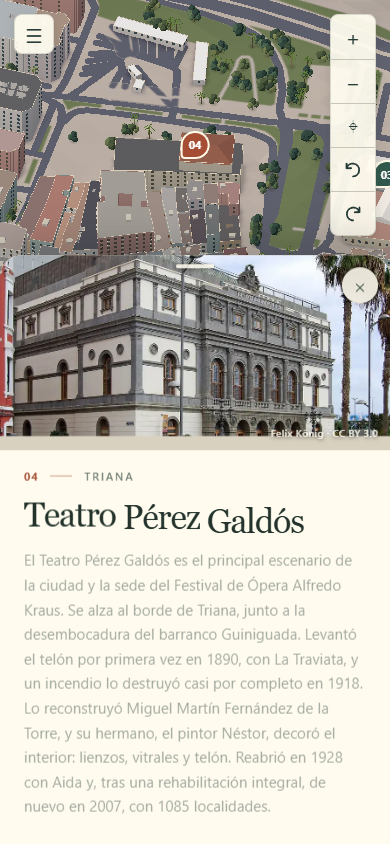 04
03
Felix König · CC BY 3.0
04 TRIANA
Teatro Pérez Galdós
El Teatro Pérez Galdós es el principal escenario de
la ciudad y la sede del Festival de Ópera Alfredo
Kraus. Se alza al borde de Triana, junto a la
desembocadura del barranco Guiniguada. Levantó
el telón por primera vez en 1890, con La Traviata, y
un incendio lo destruyó casi por completo en 1918.
Lo reconstruyó Miguel Martín Fernández de la
Torre, y su hermano, el pintor Néstor, decoró el
interior: lienzos, vitrales y telón. Reabrió en 1928
con Aida y, tras una rehabilitación integral, de
nuevo en 2007, con 1085 localidades.